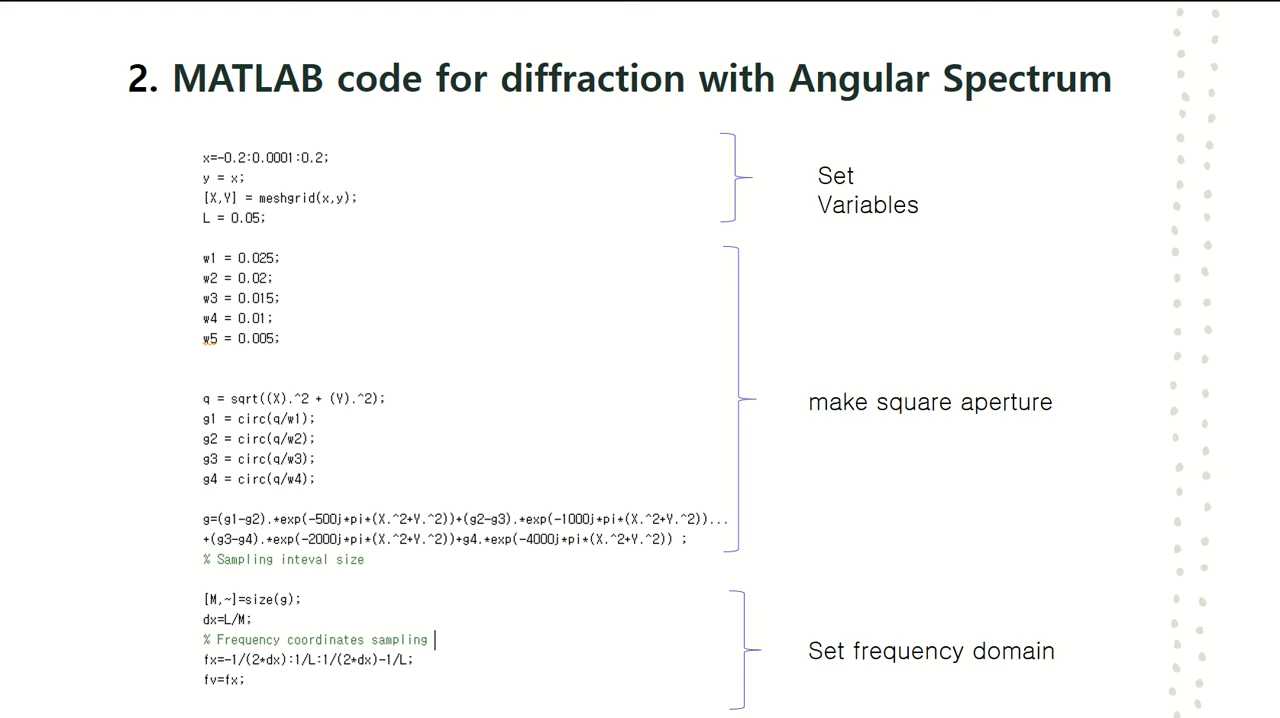 2. MATLAB code for diffraction with Angular Spectrum
x=-0.2:0.0001:0.2;
y = x;
[X,Y] = meshgrid(x,y);
L = 0.05;
Set
Variables
w1 = 0.025;
w2 = 0.02;
w3 = 0.015;
w4 = 0.01;
w5 = 0.005;
q = sqrt((X).^2 + (Y).^2);
g1 = circ(q/w1);
g2 = circ(q/w2);
g3 = circ(q/w3);
g4 = circ(q/w4);
g=(g1-g2).*exp(-500j*pi*(X.^2+Y.^2))+(g2-g3).*exp(-1000j*pi*(X.^2+Y.^2))...
+(g3-g4).*exp(-2000j*pi*(X.^2+Y.^2))+g4.*exp(-4000j*pi*(X.^2+Y.^2)) ;
% Sampling inteval size
make square aperture
[M,~]=size(g);
dx=L/M;
% Frequency coordinates sampling
fx=-1/(2*dx):1/L:1/(2*dx)-1/L;
fy=fx;
Set frequency domain